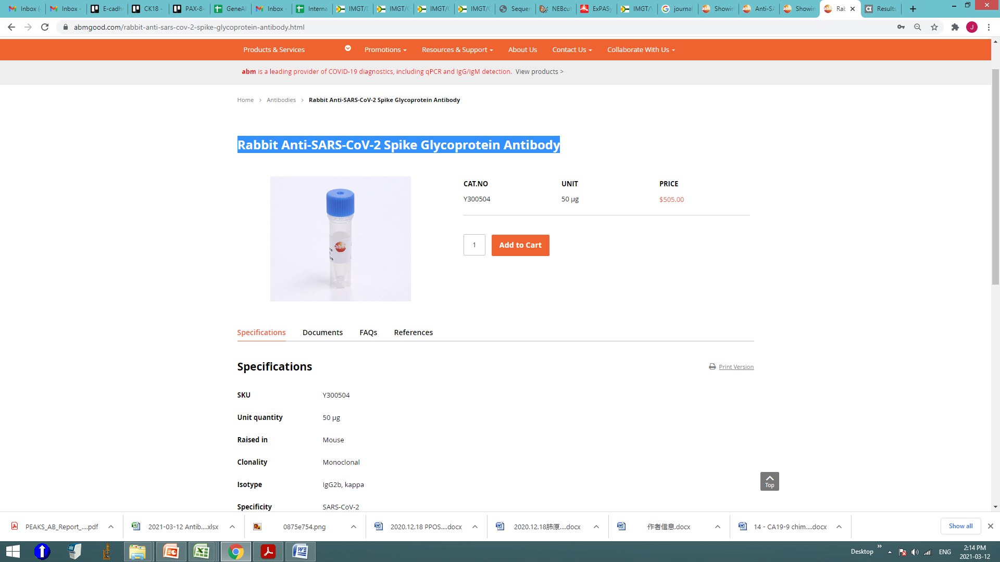 Inbox (
Inbox -
E-cadh
CK18 -
PAX-8-
GeneAl
Inbox -
Interna
IMGT/
IMGT/
IMGT/
IMGT/
Sequer
NEBcut
ExPASy
IMGT/
journal
Showin
Anti-SA
Showin
Rab
Results
abmgood.com/rabbit-anti-sars-cov-2-spike-glycoprotein-antibody.html
J
Products & Services
Promotions
Resources & Support
About Us
Contact Us
Collaborate With Us
abm is a leading provider of COVID-19 diagnostics, including qPCR and IgG/IgM detection. View products >
Home > Antibodies > Rabbit Anti-SARS-CoV-2 Spike Glycoprotein Antibody
Rabbit Anti-SARS-CoV-2 Spike Glycoprotein Antibody
abm
CAT.NO UNIT PRICE
Y300504 50 µg $505.00
1 Add to Cart
Specifications Documents FAQs References
Specifications
Print Version
SKU Y300504
Unit quantity 50 µg
Raised in Mouse
Clonality Monoclonal
Isotype IgG2b, kappa
Top
Specificity SARS-CoV-2
PEAKS_AB_Report_....pdf
2021-03-12 Antib....xlsx
0875e754.png
2020.12.18 PPOS....docx
2020.12.18肺原....docx
作者信息.docx
14 - CA19-9 chim....docx
Show all
Desktop
ENG
2:14 PM
2021-03-12